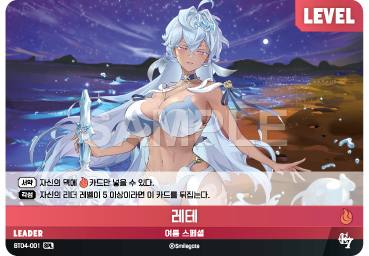 LEVEL
SAMPLE
서약 자신의 덱에 카드만 넣을 수 있다.
각성 자신의 리더 레벨이 5 이상이라면 이 카드를 뒤집는다.
레테
LEADER
여름 스페셜
BT04-001 SPL
©Smilegate